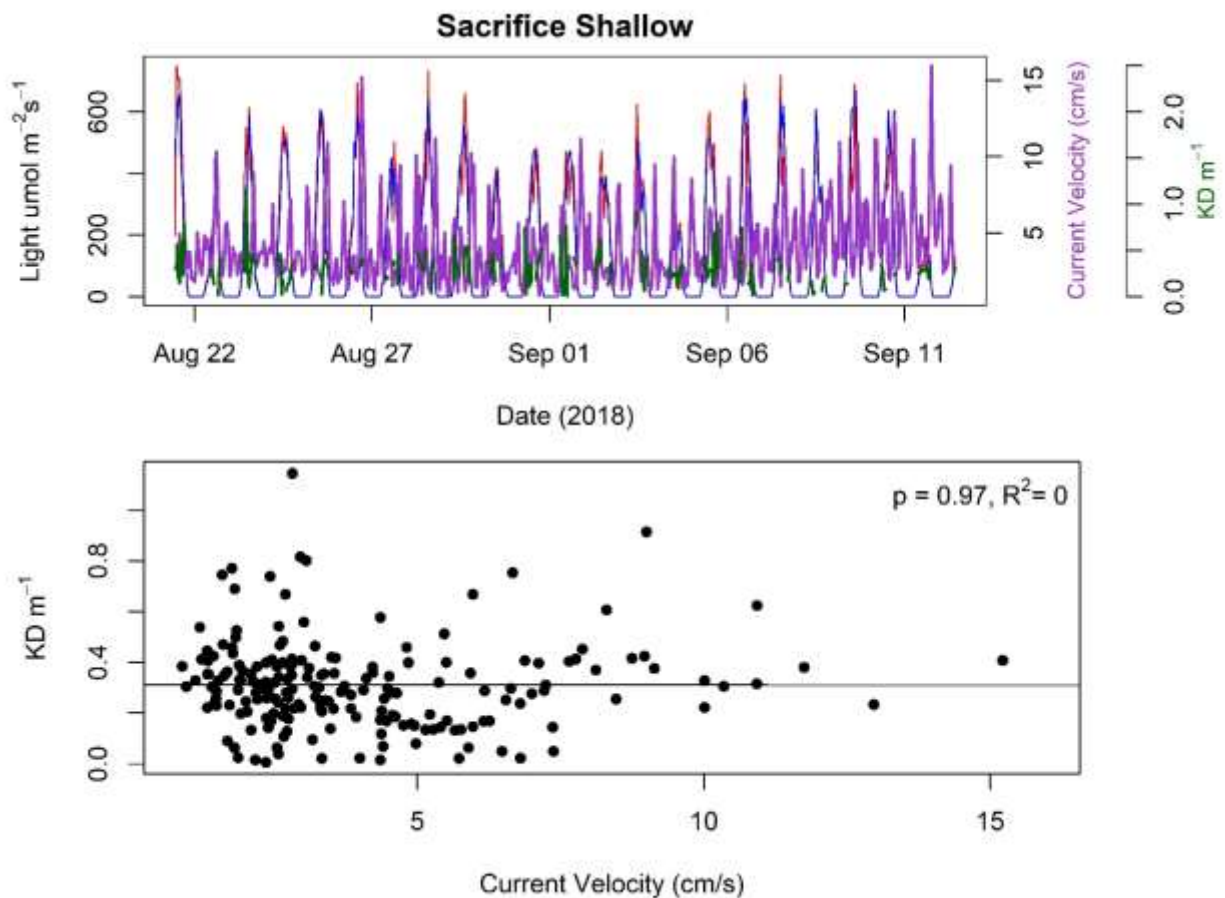 Sacrifice Shallow
Light umol m⁻²s⁻¹
600
200
0
15
10
5
Current Velocity (cm/s)
2.0
1.0
0.0
KD m⁻¹
Aug 22 Aug 27 Sep 01 Sep 06 Sep 11
Date (2018)
p = 0.97, R²= 0
KD m⁻¹
0.8
0.4
0.0
5 10 15
Current Velocity (cm/s)